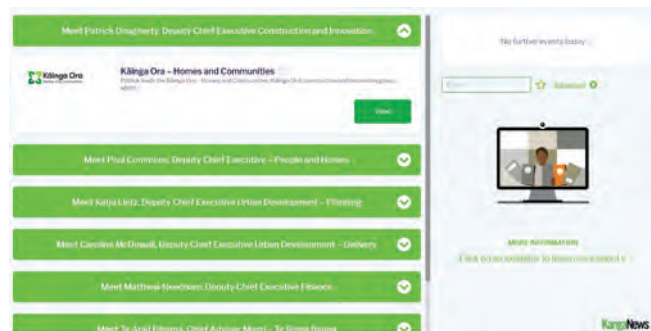 Meet Patrick Dougherty, Deputy Chief Executive Construction and Innovation
Kāinga Ora
Kāinga Ora – Homes and Communities
View
Meet Paul Commons, Deputy Chief Executive – People and Homes
Meet Katja Lietz, Deputy Chief Executive Urban Development – Planning
Meet Caroline McDowall, Deputy Chief Executive Urban Development – Delivery
Meet Matthew Needham, Deputy Chief Executive Finance
No further events today
Advanced
MORE INFORMATION
KangaNews